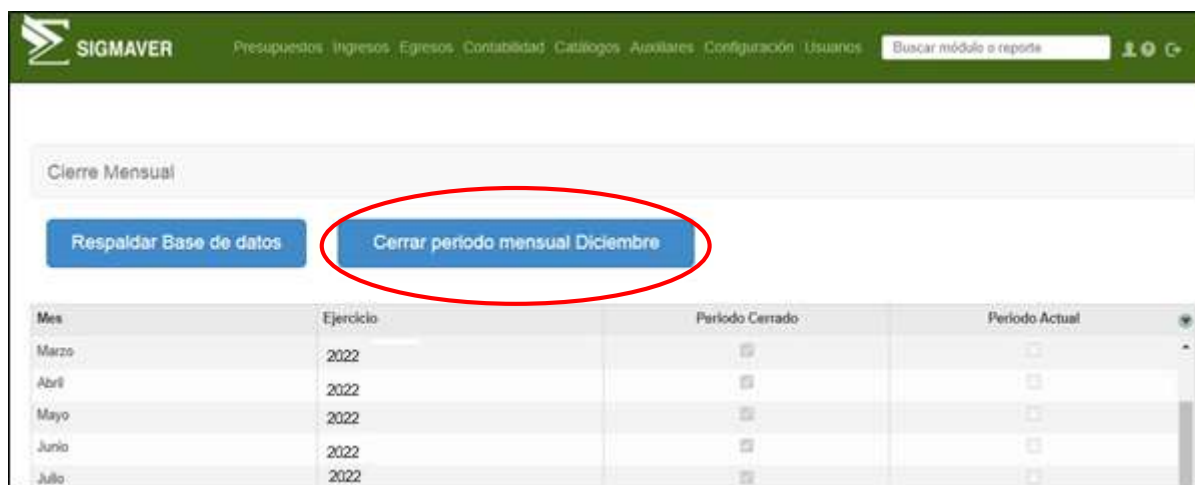 SIGMAVER
Presupuestos Ingresos Egresos Contabilidad Catálogos Auxiliares Configuración Usuarios
Buscar módulo o reporte
Cierre Mensual
Respaldar Base de datos
Cerrar periodo mensual Diciembre
Mes Ejercicio Periodo Cerrado Periodo Actual
Marzo 2022
Abril 2022
Mayo 2022
Junio 2022
Julio 2022